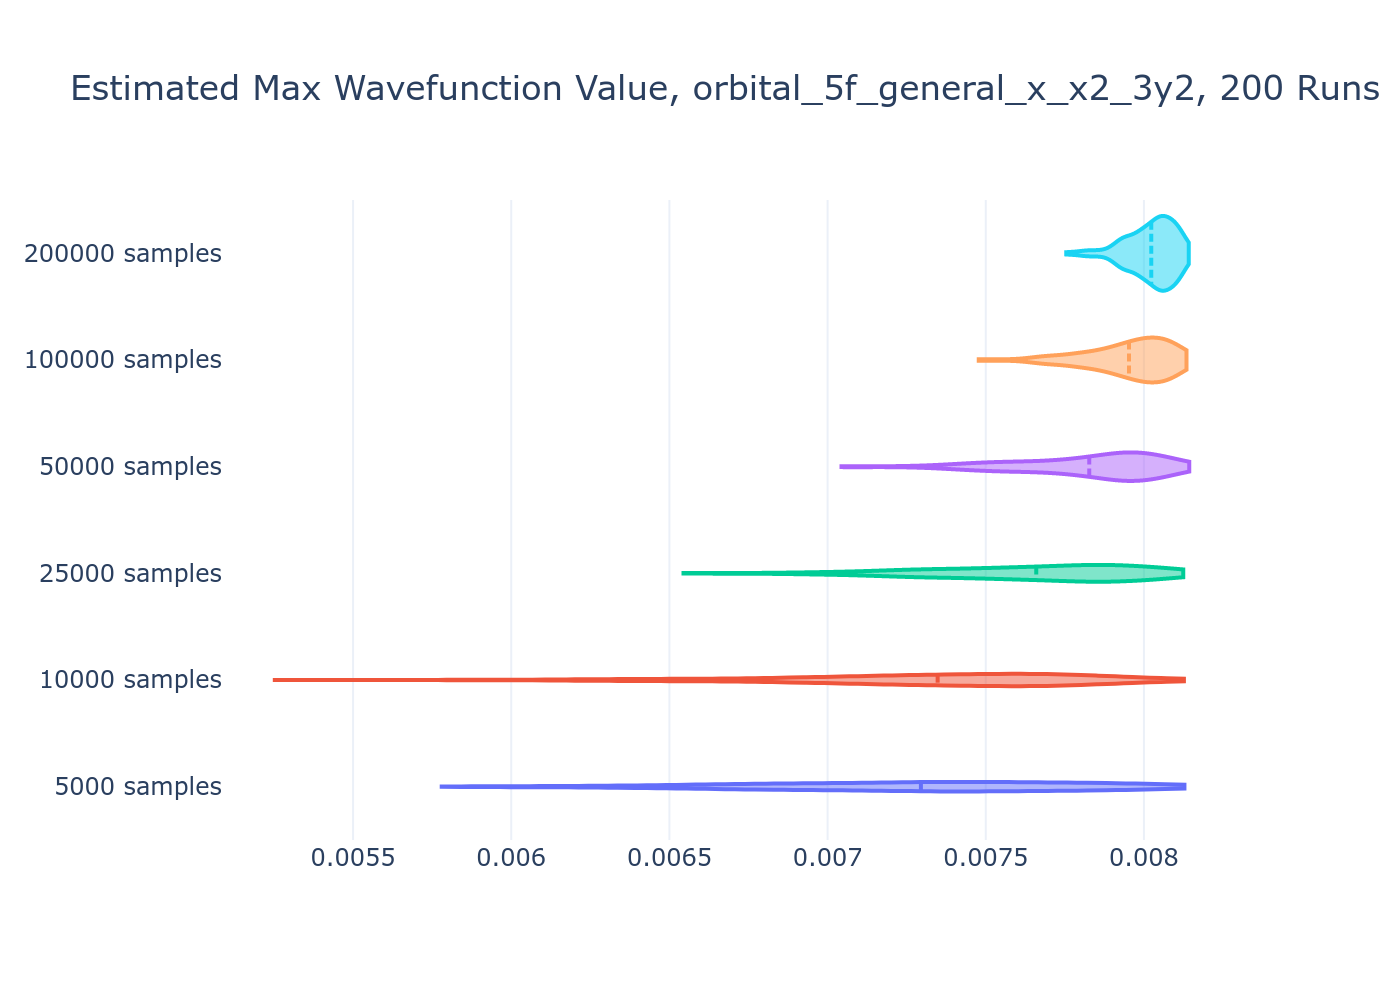 Estimated Max Wavefunction Value, orbital_5f_general_x_x2_3y2, 200 Runs
200000 samples
100000 samples
50000 samples
25000 samples
10000 samples
5000 samples
0.0055 0.006 0.0065 0.007 0.0075 0.008